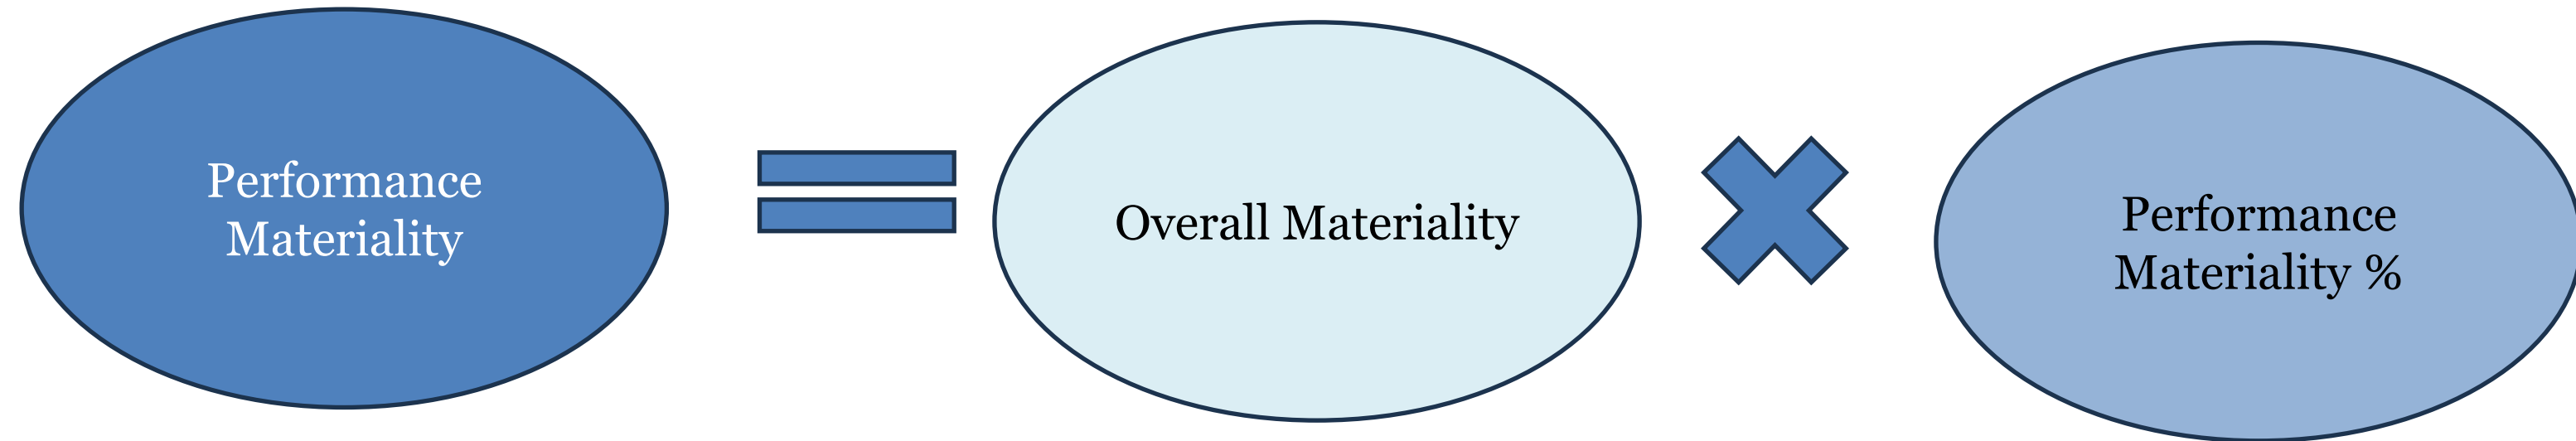 Performance
Materiality
Overall Materiality
Performance
Materiality %